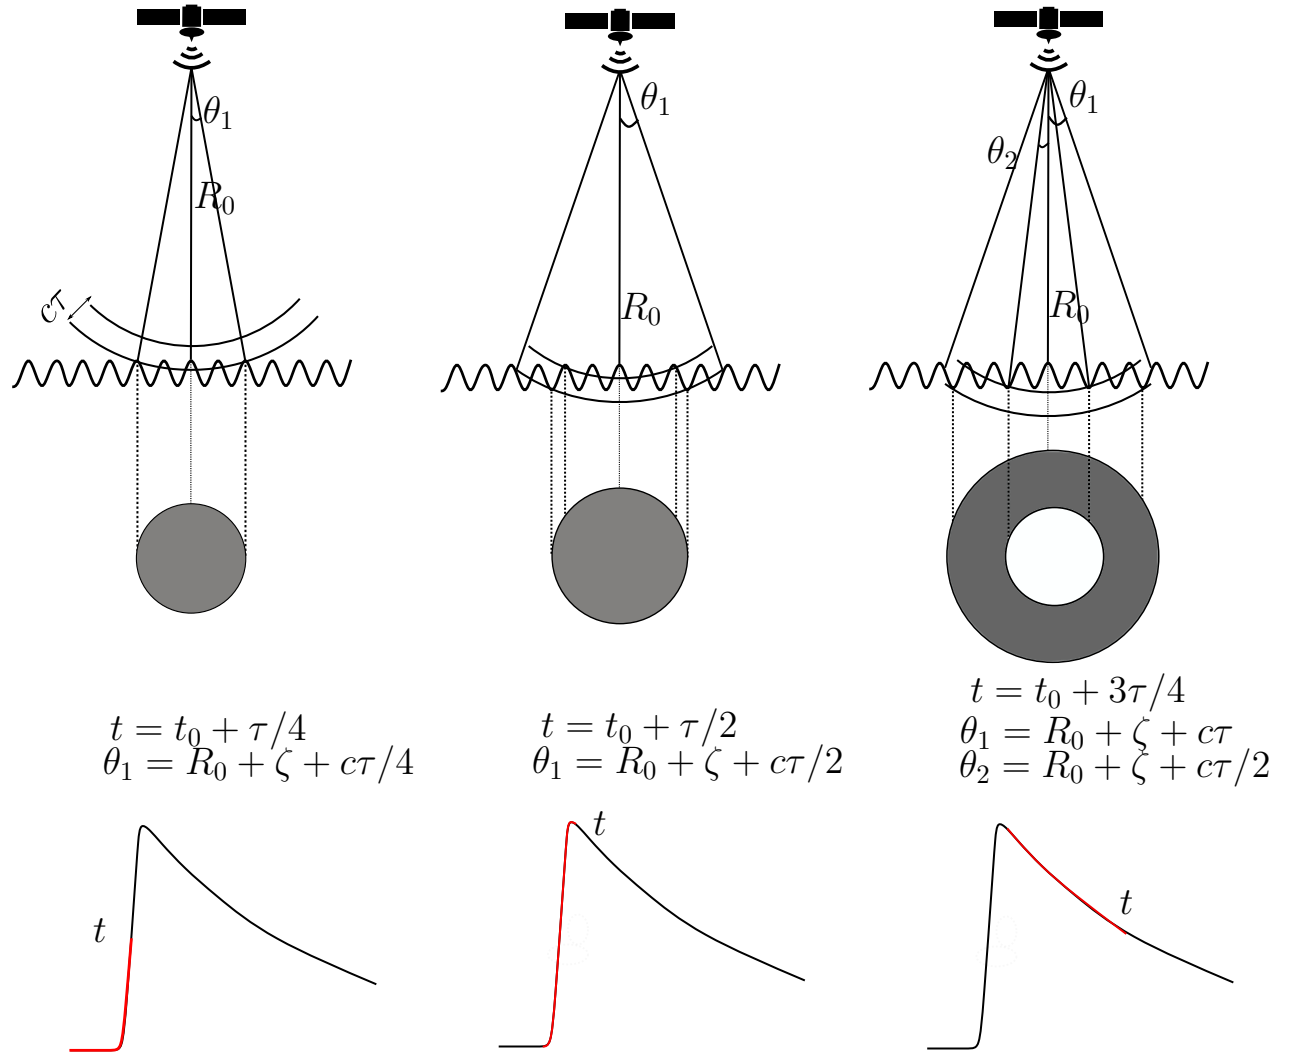 θ₁
R₀
cτ
t = t₀ + τ/4
θ₁ = R₀ + ζ + cτ/4
t
θ₁
R₀
t = t₀ + τ/2
θ₁ = R₀ + ζ + cτ/2
t
θ₁
θ₂
R₀
t = t₀ + 3τ/4
θ₁ = R₀ + ζ + cτ
θ₂ = R₀ + ζ + cτ/2
t